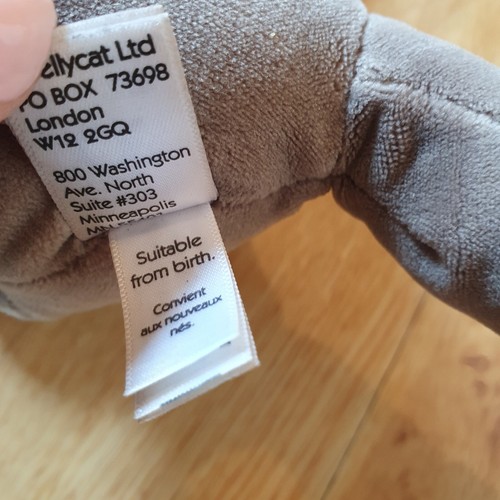 ellycat Ltd
PO BOX 73698
London
W12 2GQ
800 Washington
Ave. North
Suite #303
Minneapolis
Suitable
from birth.
Convient
aux nouveaux
nés.